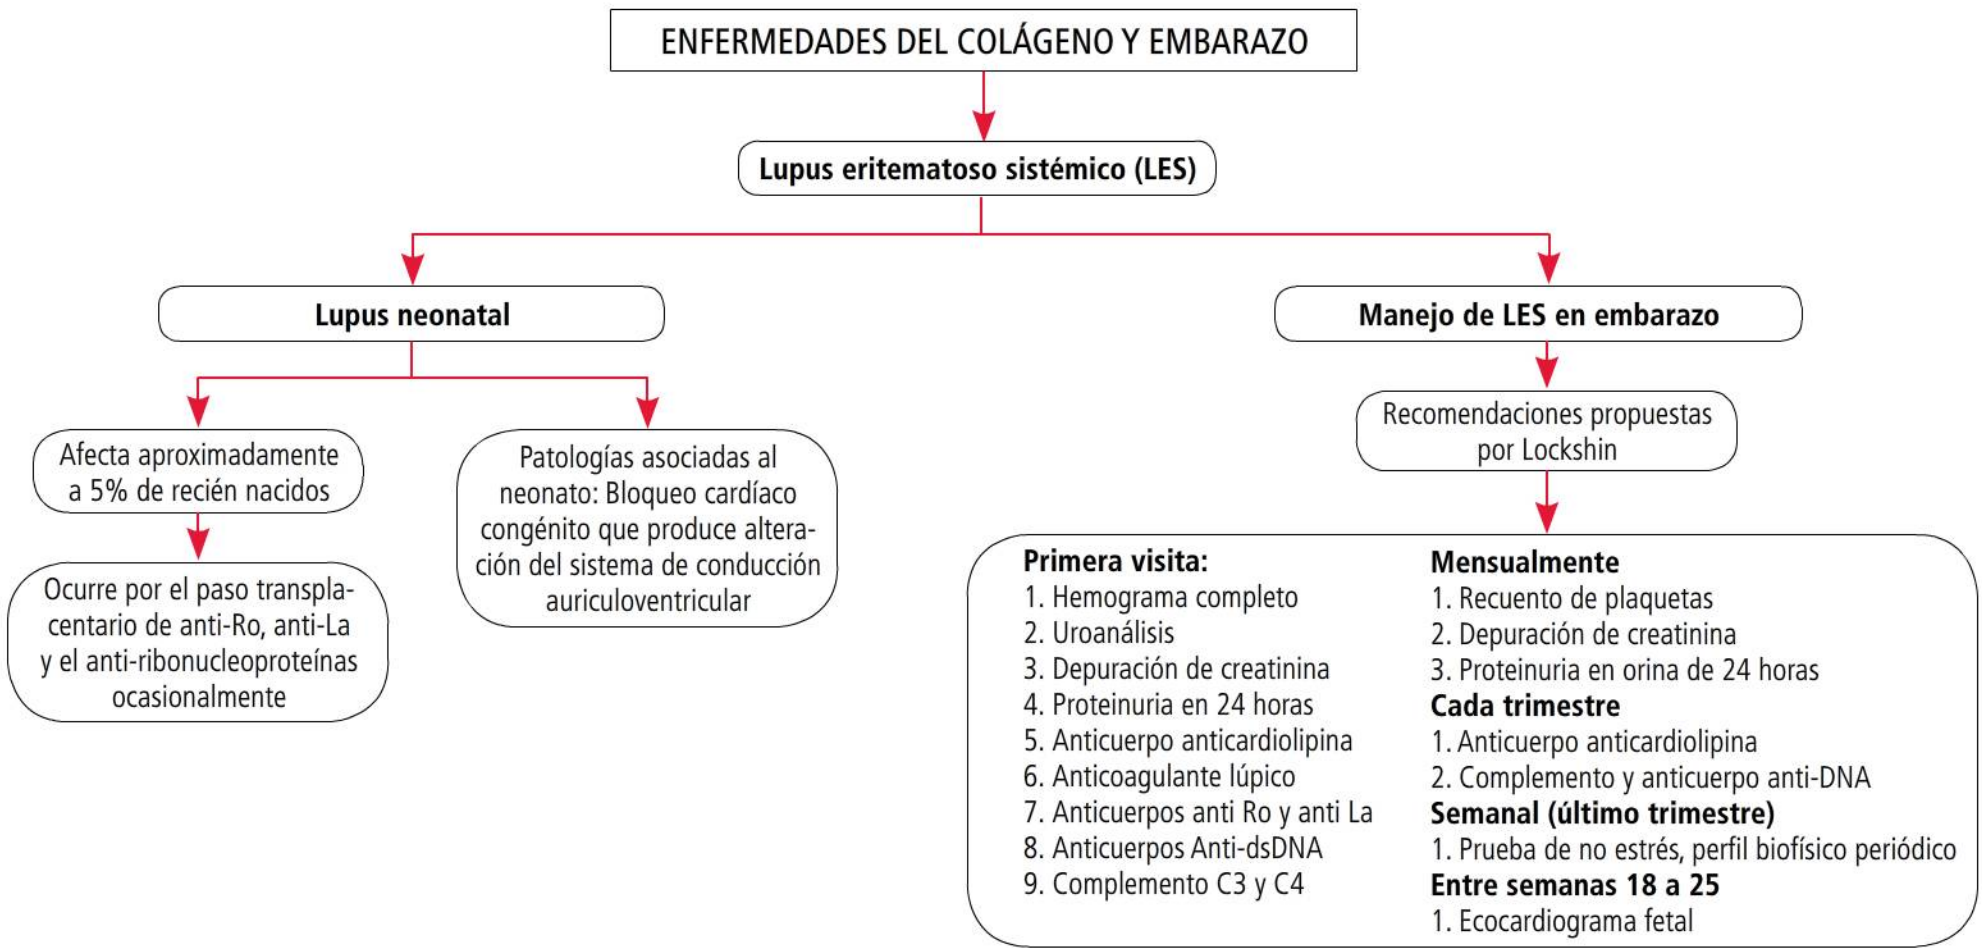 ENFERMEDADES DEL COLÁGENO Y EMBARAZO
Lupus eritematoso sistémico (LES)
Lupus neonatal
Afecta aproximadamente
a 5% de recién nacidos
Ocurre por el paso transpla-
centario de anti-Ro, anti-La
y el anti-ribonucleoproteínas
ocasionalmente
Patologías asociadas al
neonato: Bloqueo cardíaco
congénito que produce altera-
ción del sistema de conducción
auriculoventricular
Manejo de LES en embarazo
Recomendaciones propuestas
por Lockshin
Primera visita:
1. Hemograma completo
2. Uroanálisis
3. Depuración de creatinina
4. Proteinuria en 24 horas
5. Anticuerpo anticardiolipina
6. Anticoagulante lúpico
7. Anticuerpos anti Ro y anti La
8. Anticuerpos Anti-dsDNA
9. Complemento C3 y C4
Mensualmente
1. Recuento de plaquetas
2. Depuración de creatinina
3. Proteinuria en orina de 24 horas
Cada trimestre
1. Anticuerpo anticardiolipina
2. Complemento y anticuerpo anti-DNA
Semanal (último trimestre)
1. Prueba de no estrés, perfil biofísico periódico
Entre semanas 18 a 25
1. Ecocardiograma fetal